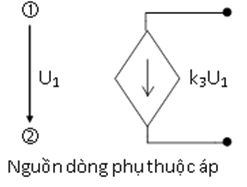 ①
U₁
k₃U₁
②
Nguồn dòng phụ thuộc áp